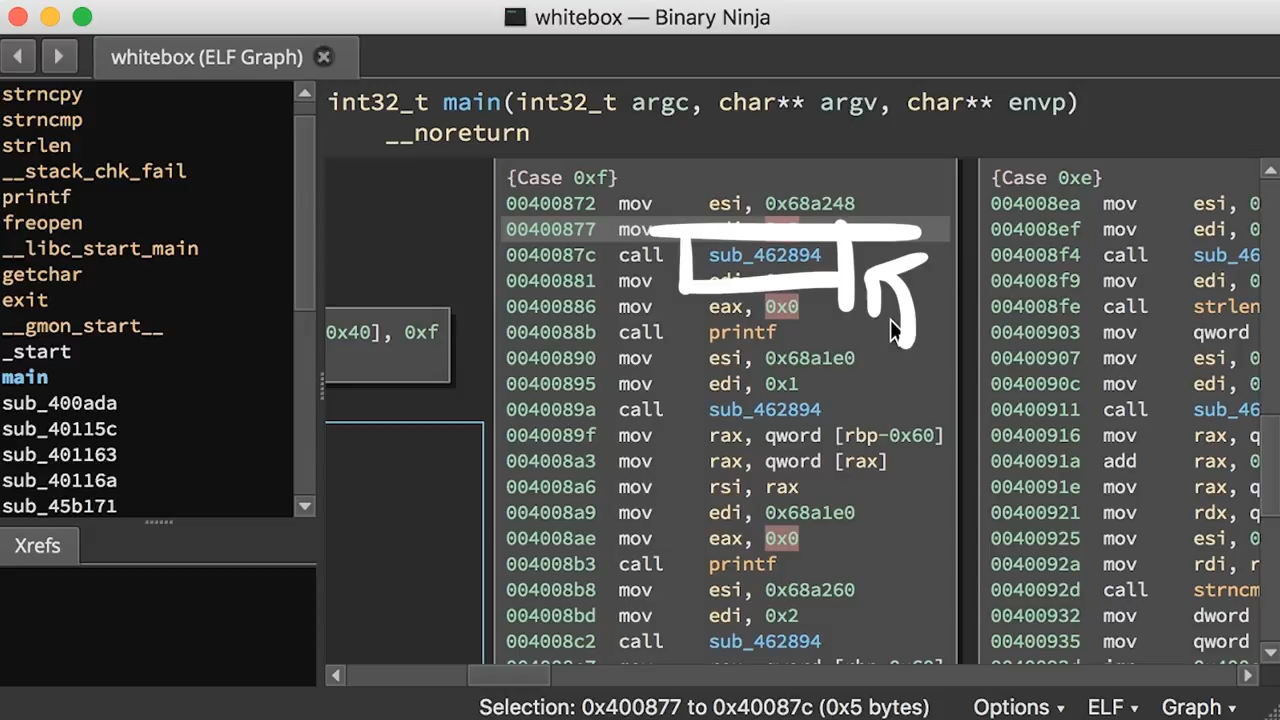 whitebox — Binary Ninja
whitebox (ELF Graph)
strncpy
strncmp
strlen
__stack_chk_fail
printf
freopen
__libc_start_main
getchar
exit
__gmon_start__
_start
main
sub_400ada
sub_40115c
sub_401163
sub_40116a
sub_45b171
Xrefs
int32_t main(int32_t argc, char** argv, char** envp)
__noreturn
0x40], 0xf
{Case 0xf}
00400872 mov esi, 0x68a248
00400877 mov
0040087c call sub_462894
00400881 mov
00400886 mov eax, 0x0
0040088b call printf
00400890 mov esi, 0x68a1e0
00400895 mov edi, 0x1
0040089a call sub_462894
0040089f mov rax, qword [rbp-0x60]
004008a3 mov rax, qword [rax]
004008a6 mov rsi, rax
004008a9 mov edi, 0x68a1e0
004008ae mov eax, 0x0
004008b3 call printf
004008b8 mov esi, 0x68a260
004008bd mov edi, 0x2
004008c2 call sub_462894
{Case 0xe}
004008ea mov esi, 0
004008ef mov edi, 0
004008f4 call sub_46
004008f9 mov edi, 0
004008fe call strlen
00400903 mov qword
00400907 mov esi, 0
0040090c mov edi, 0
00400911 call sub_46
00400916 mov rax, q
0040091a add rax, 0
0040091e mov rax, q
00400921 mov rdx, q
00400925 mov esi, 0
0040092a mov rdi, r
0040092d call strncm
00400932 mov dword
00400935 mov qword
Selection: 0x400877 to 0x40087c (0x5 bytes)
Options
ELF
Graph